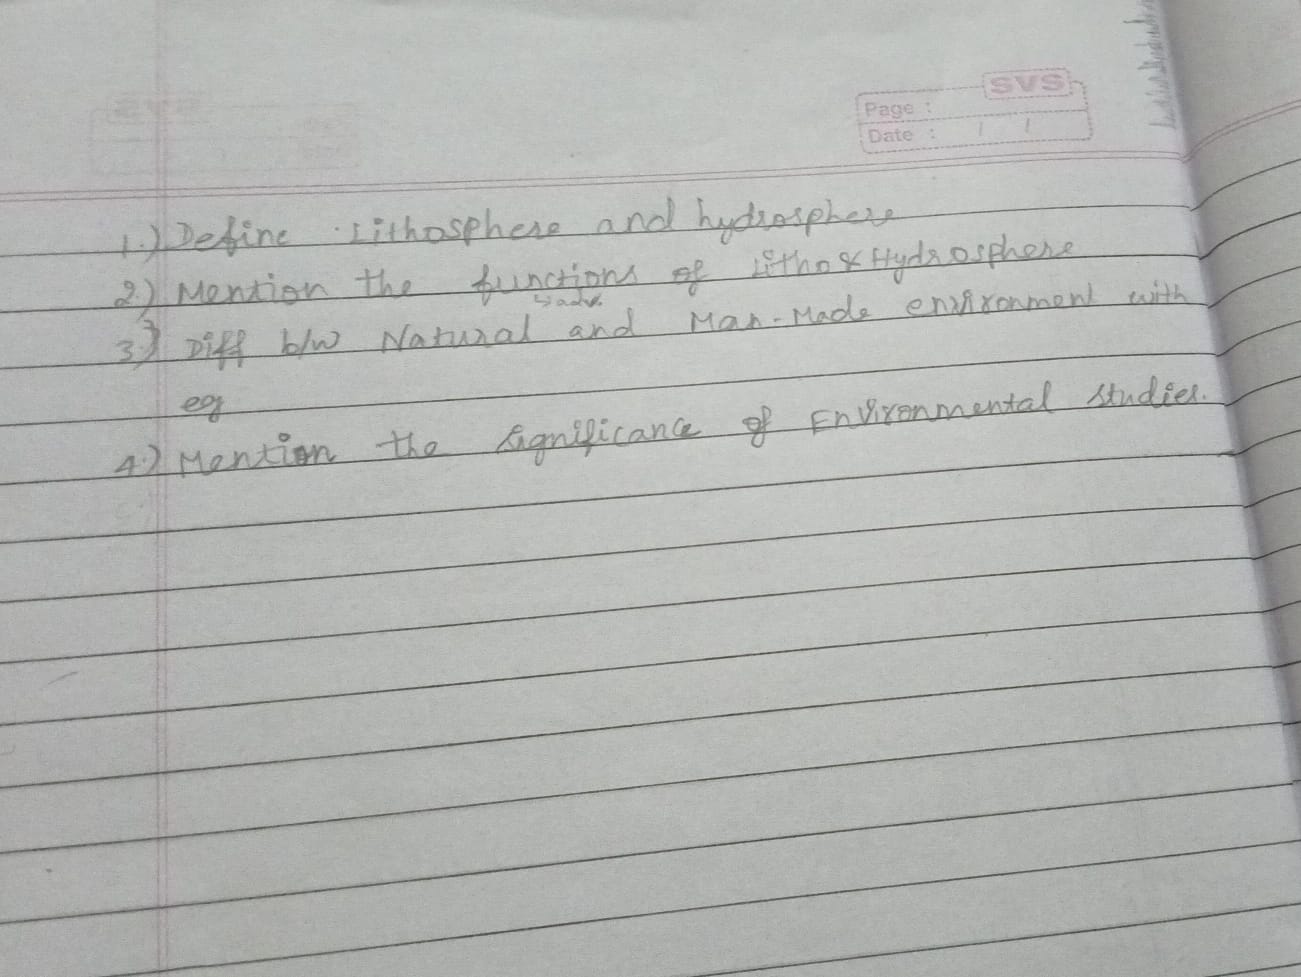 SVS
Page :
Date : / /
1.) Define Lithosphere and hydrosphere
2.) Mention the functions of Litho & Hydrosphere
↳ adv.
3.) Diff b/w Natural and Man-Made environment with
eg
4.) Mention the significance of Environmental studies.